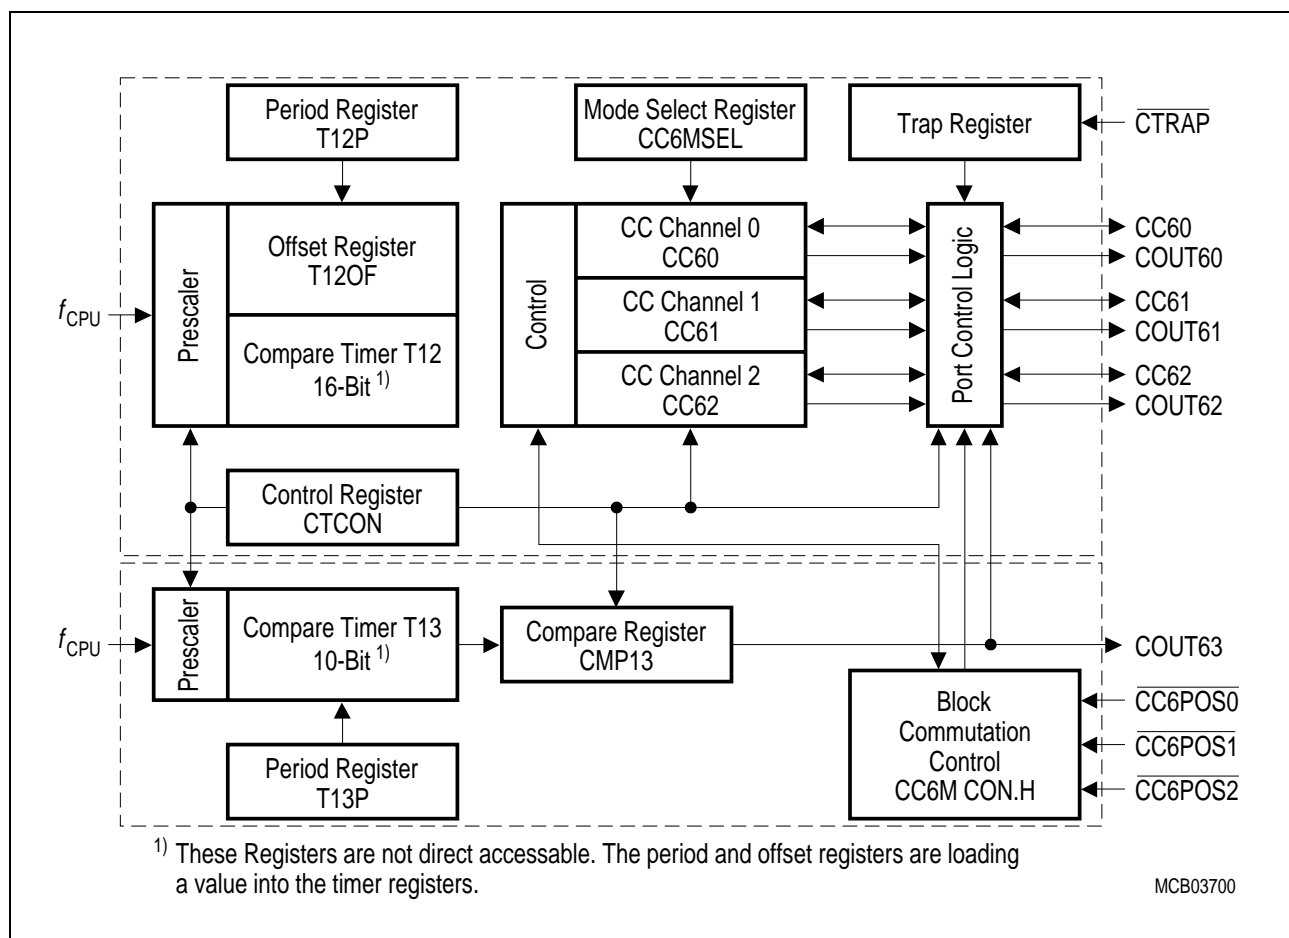 Period Register
T12P
Mode Select Register
CC6MSEL
Trap Register
CTRAP
Prescaler
Offset Register
T12OF
Compare Timer T12
16-Bit 1)
fCPU
Control
CC Channel 0
CC60
CC Channel 1
CC61
CC Channel 2
CC62
Port Control Logic
CC60
COUT60
CC61
COUT61
CC62
COUT62
Control Register
CTCON
fCPU
Prescaler
Compare Timer T13
10-Bit 1)
Compare Register
CMP13
COUT63
Period Register
T13P
Block
Commutation
Control
CC6M CON.H
CC6POS0
CC6POS1
CC6POS2
1) These Registers are not direct accessable. The period and offset registers are loading
a value into the timer registers.
MCB03700